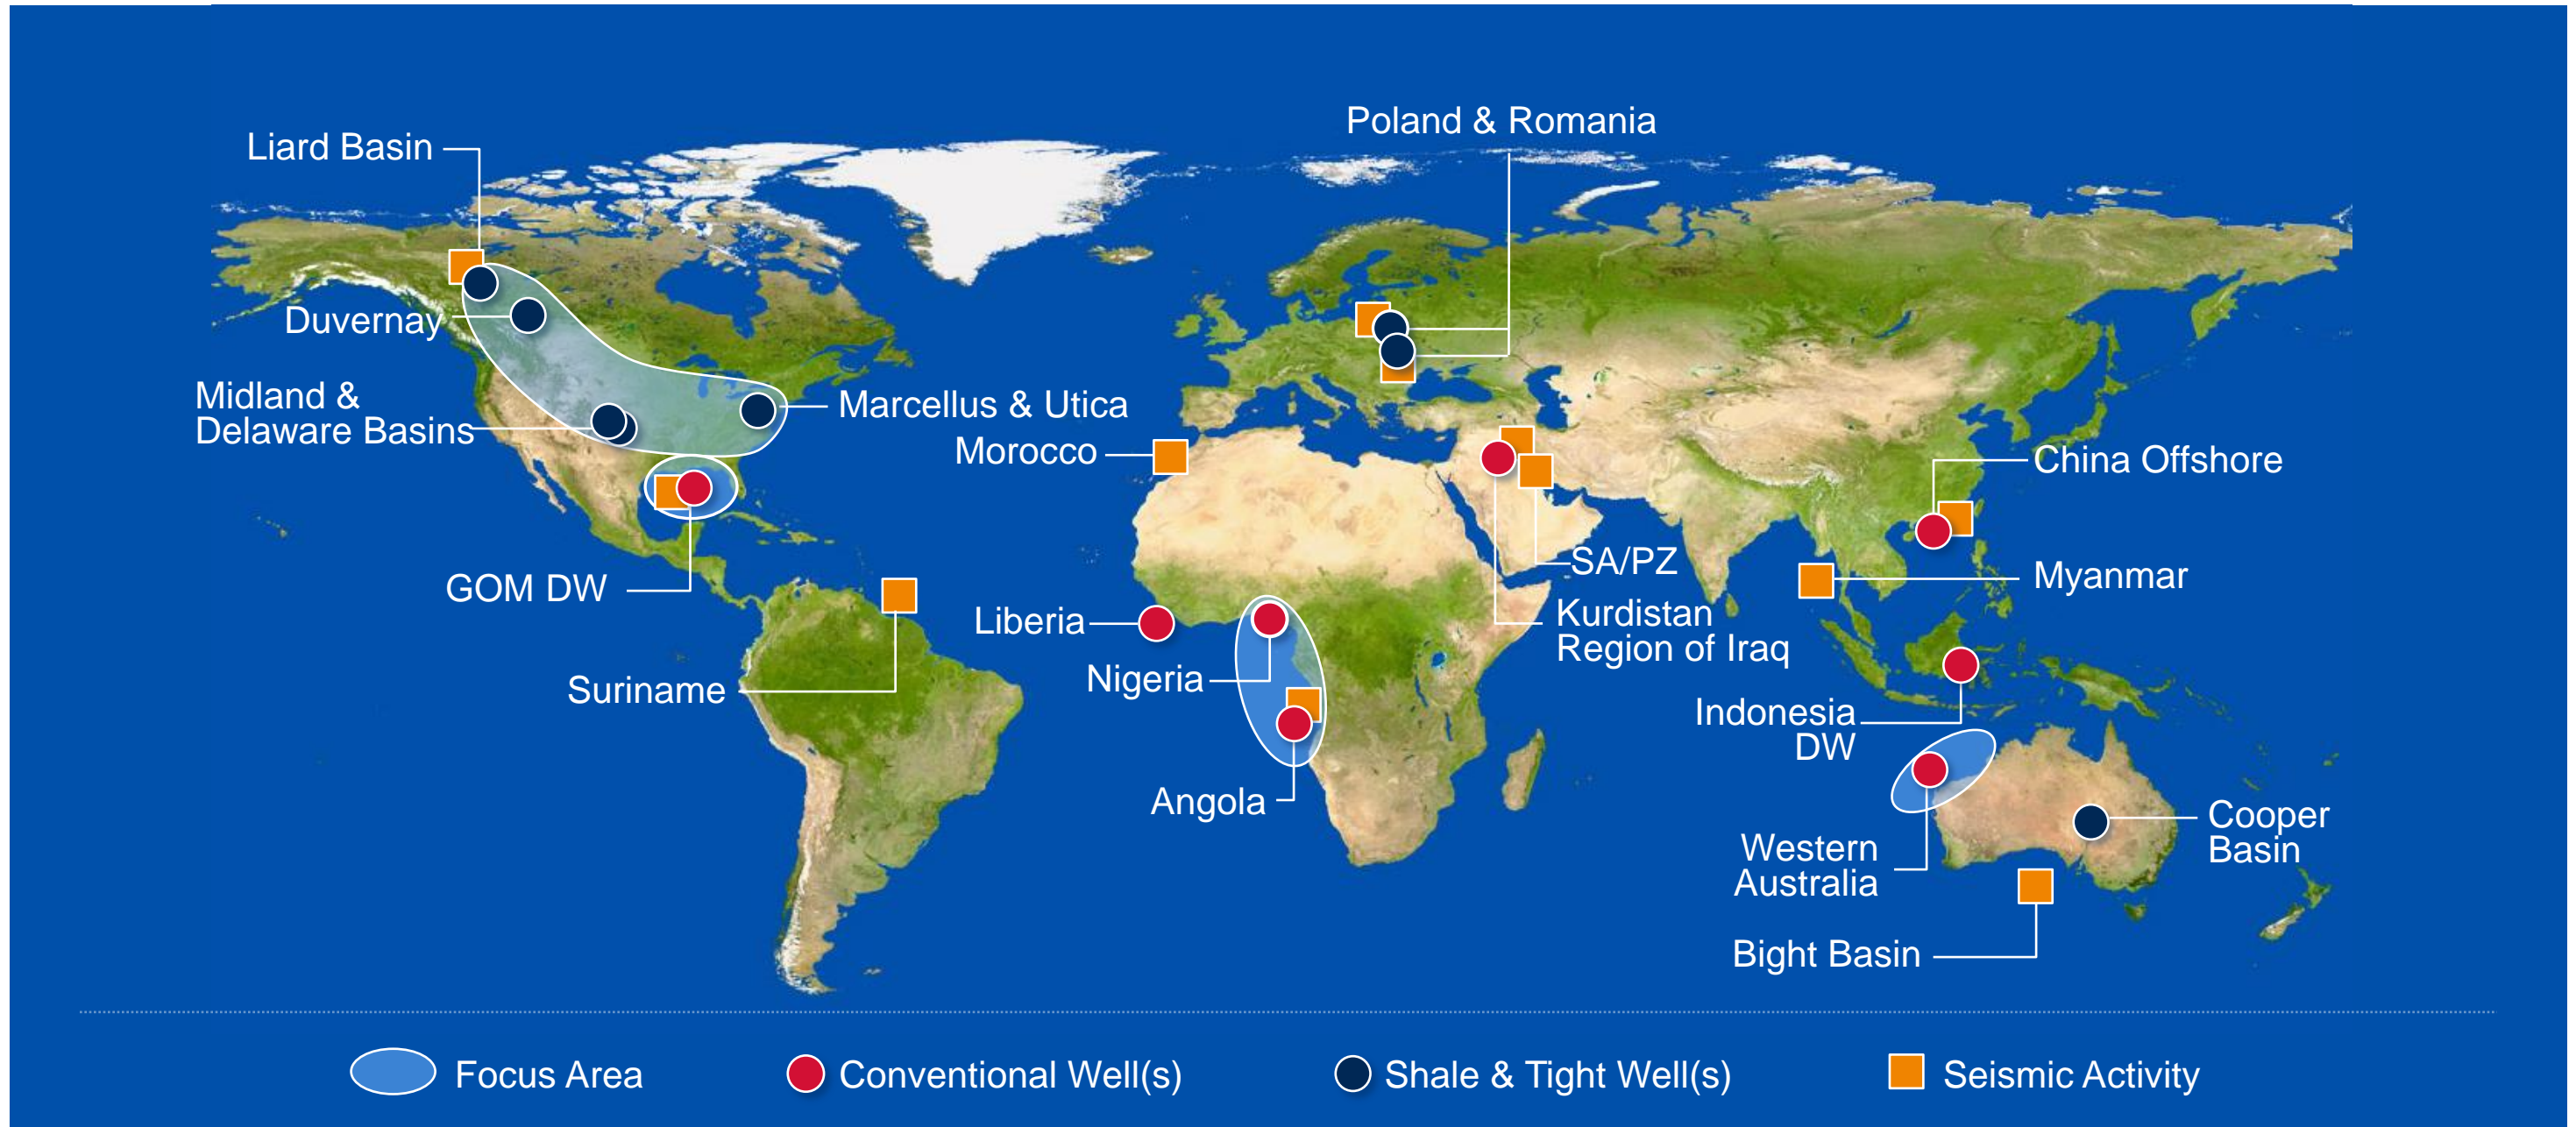 Poland & Romania
Liard Basin
Duvernay
Midland &
Delaware Basins
Marcellus & Utica
Morocco
China Offshore
SA/PZ
Myanmar
GOM DW
Liberia
Kurdistan
Region of Iraq
Nigeria
Suriname
Indonesia
DW
Angola
Cooper
Basin
Western
Australia
Bight Basin
Focus Area
Conventional Well(s)
Shale & Tight Well(s)
Seismic Activity